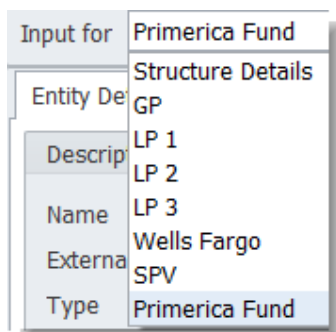 Input for Primerica Fund
Structure Details
Entity De
GP
LP 1
Descrip
LP 2
Name
LP 3
Wells Fargo
Externa
SPV
Type
Primerica Fund